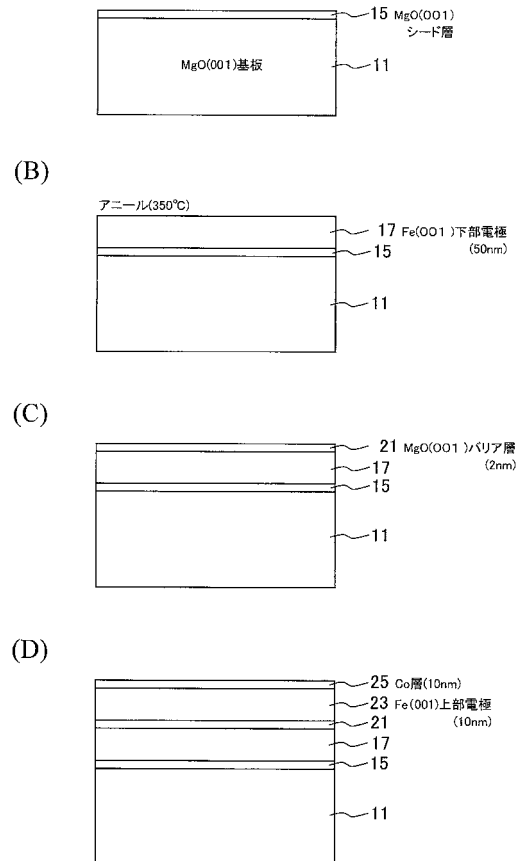 15 MgO(001)
シード層
MgO(001)基板
11
(B)
アニール(350℃)
17 Fe(001)下部電極
(50nm)
15
11
(C)
21 MgO(001)バリア層
(2nm)
17
15
11
(D)
25 Co層(10nm)
23 Fe(001)上部電極
(10nm)
21
17
15
11